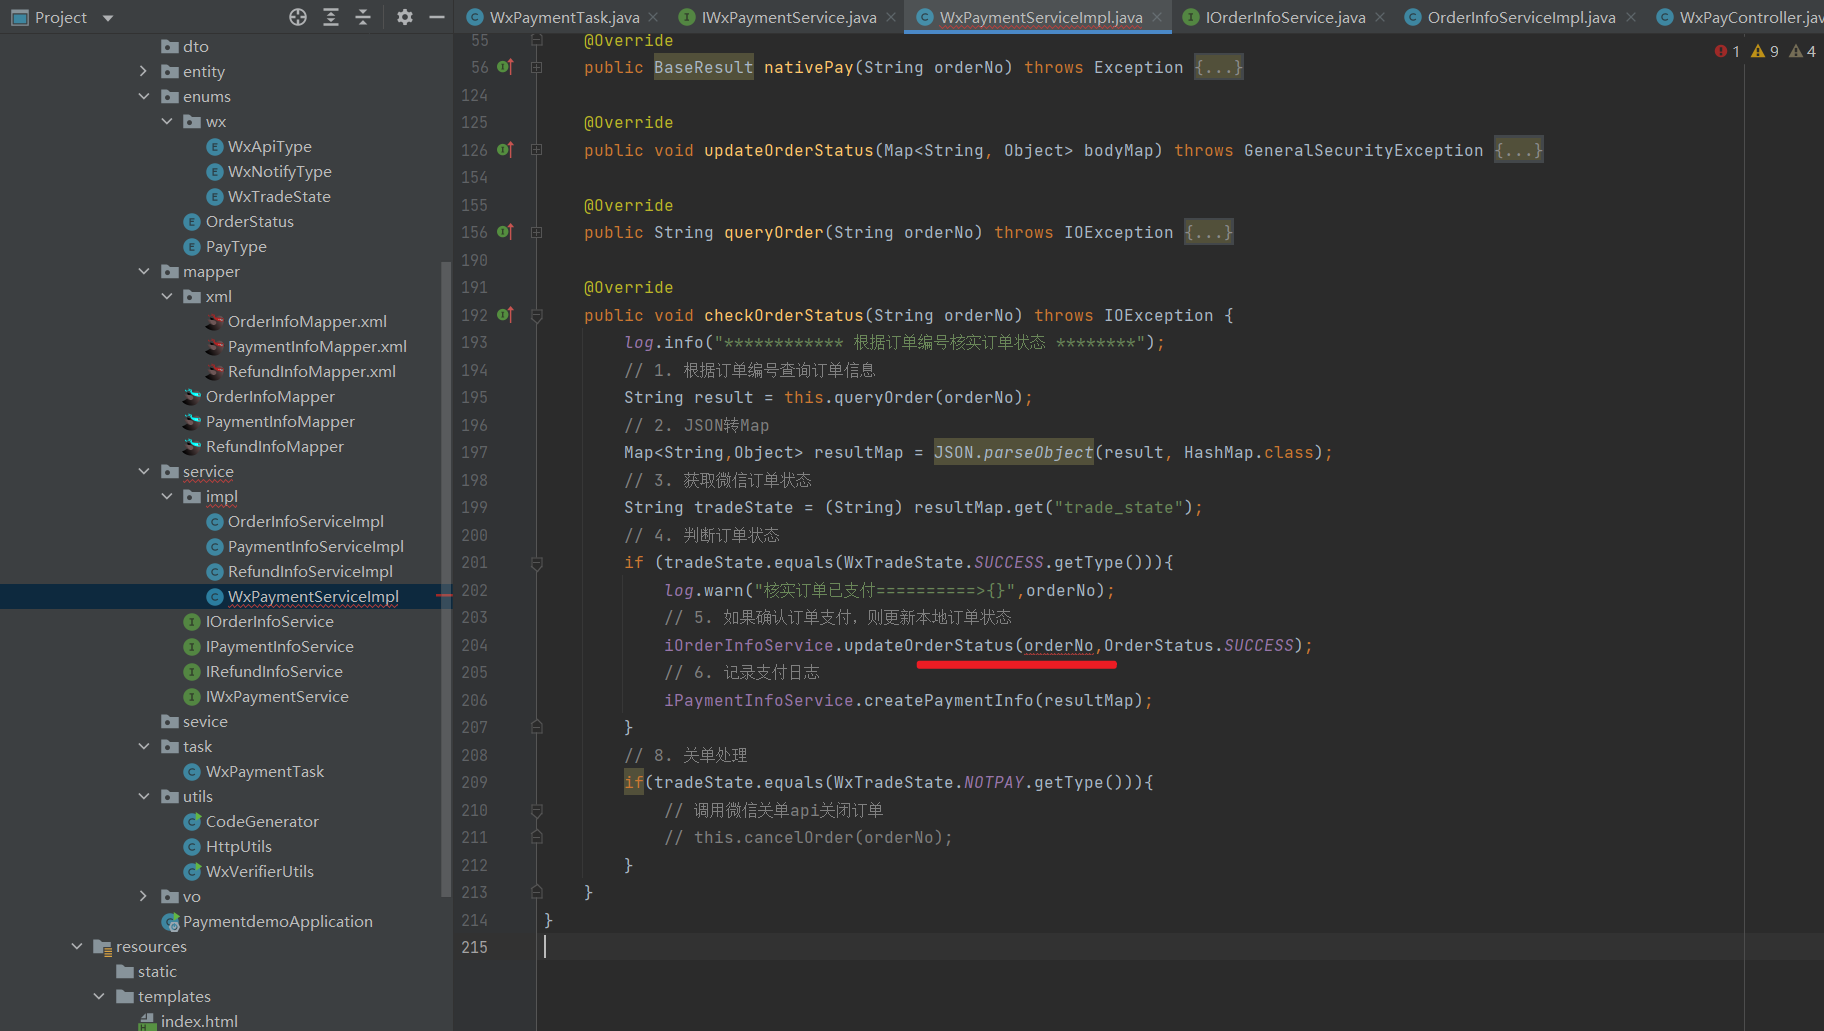 Project
dto
entity
enums
wx
WxApiType
WxNotifyType
WxTradeState
OrderStatus
PayType
mapper
xml
OrderInfoMapper.xml
PaymentInfoMapper.xml
RefundInfoMapper.xml
OrderInfoMapper
PaymentInfoMapper
RefundInfoMapper
service
impl
OrderInfoServiceImpl
PaymentInfoServiceImpl
RefundInfoServiceImpl
WxPaymentServiceImpl
IOrderInfoService
IPaymentInfoService
IRefundInfoService
IWxPaymentService
sevice
task
WxPaymentTask
utils
CodeGenerator
HttpUtils
WxVerifierUtils
vo
PaymentdemoApplication
resources
static
templates
index.html
WxPaymentTask.java IWxPaymentService.java WxPaymentServiceImpl.java IOrderInfoService.java OrderInfoServiceImpl.java WxPayController.jav
1 9 4
55 @Override
56 public BaseResult nativePay(String orderNo) throws Exception {...}
124
125 @Override
126 public void updateOrderStatus(Map<String, Object> bodyMap) throws GeneralSecurityException {...}
154
155 @Override
156 public String queryOrder(String orderNo) throws IOException {...}
190
191 @Override
192 public void checkOrderStatus(String orderNo) throws IOException {
193 log.info("************ 根据订单编号核实订单状态 ********");
194 // 1. 根据订单编号查询订单信息
195 String result = this.queryOrder(orderNo);
196 // 2. JSON转Map
197 Map<String,Object> resultMap = JSON.parseObject(result, HashMap.class);
198 // 3. 获取微信订单状态
199 String tradeState = (String) resultMap.get("trade_state");
200 // 4. 判断订单状态
201 if (tradeState.equals(WxTradeState.SUCCESS.getType())){
202 log.warn("核实订单已支付==========>{}",orderNo);
203 // 5. 如果确认订单支付，则更新本地订单状态
204 iOrderInfoService.updateOrderStatus(orderNo,OrderStatus.SUCCESS);
205 // 6. 记录支付日志
206 iPaymentInfoService.createPaymentInfo(resultMap);
207 }
208 // 8. 关单处理
209 if(tradeState.equals(WxTradeState.NOTPAY.getType())){
210 // 调用微信关单api关闭订单
211 // this.cancelOrder(orderNo);
212 }
213 }
214 }
215